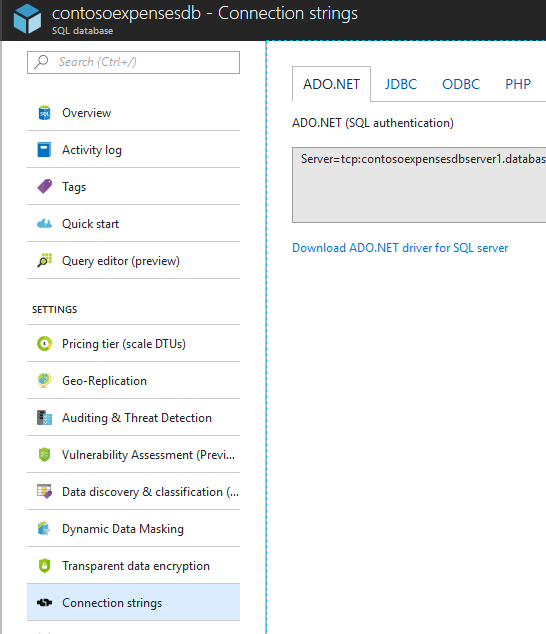 contosoexpensesdb - Connection strings
SQL database
Search (Ctrl+/)
Overview
Activity log
Tags
Quick start
Query editor (preview)
SETTINGS
Pricing tier (scale DTUs)
Geo-Replication
Auditing & Threat Detection
Vulnerability Assessment (Previ...
Data discovery & classification (...
Dynamic Data Masking
Transparent data encryption
Connection strings
ADO.NET JDBC ODBC PHP
ADO.NET (SQL authentication)
Server=tcp:contosoexpensesdbserver1.databas
Download ADO.NET driver for SQL server